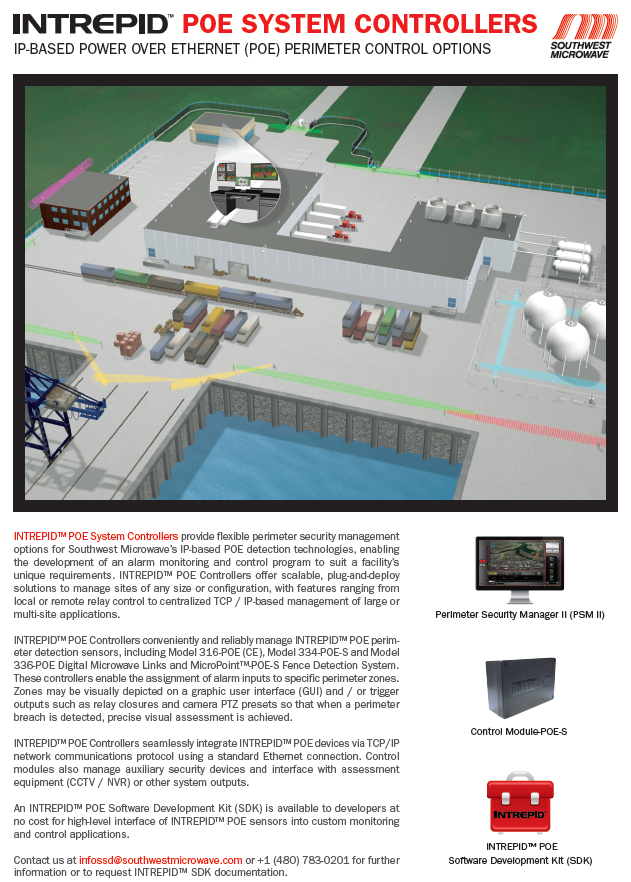 INTREPID™ POE SYSTEM CONTROLLERS
IP-BASED POWER OVER ETHERNET (POE) PERIMETER CONTROL OPTIONS
SOUTHWEST
MICROWAVE
INTREPID™ POE System Controllers provide flexible perimeter security management
options for Southwest Microwave's IP-based POE detection technologies, enabling
the development of an alarm monitoring and control program to suit a facility's
unique requirements. INTREPID™ POE Controllers offer scalable, plug-and-deploy
solutions to manage sites of any size or configuration, with features ranging from
local or remote relay control to centralized TCP / IP-based management of large or
multi-site applications.
INTREPID™ POE Controllers conveniently and reliably manage INTREPID™ POE perim-
eter detection sensors, including Model 316-POE (CE), Model 334-POE-S and Model
336-POE Digital Microwave Links and MicroPoint™-POE-S Fence Detection System.
These controllers enable the assignment of alarm inputs to specific perimeter zones.
Zones may be visually depicted on a graphic user interface (GUI) and / or trigger
outputs such as relay closures and camera PTZ presets so that when a perimeter
breach is detected, precise visual assessment is achieved.
INTREPID™ POE Controllers seamlessly integrate INTREPID™ POE devices via TCP/IP
network communications protocol using a standard Ethernet connection. Control
modules also manage auxiliary security devices and interface with assessment
equipment (CCTV / NVR) or other system outputs.
An INTREPID™ POE Software Development Kit (SDK) is available to developers at
no cost for high-level interface of INTREPID™ POE sensors into custom monitoring
and control applications.
Contact us at infossd@southwestmicrowave.com or +1 (480) 783-0201 for further
information or to request INTREPID™ SDK documentation.
Perimeter Security Manager II (PSM II)
Control Module-POE-S
INTREPID
INTREPID™ POE
Software Development Kit (SDK)